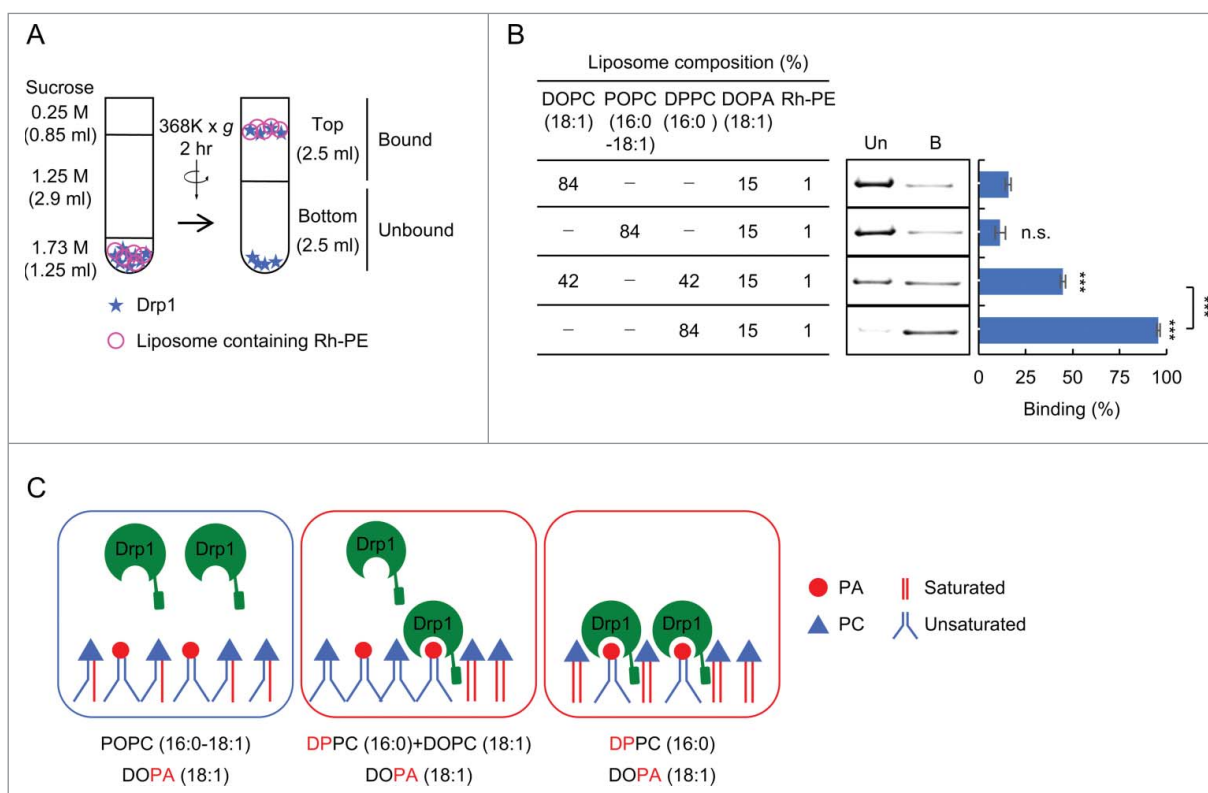 A
Sucrose
0.25 M
(0.85 ml)
1.25 M
(2.9 ml)
1.73 M
(1.25 ml)
368K x g
2 hr
Top
(2.5 ml)
Bound
Bottom
(2.5 ml)
Unbound
Drp1
Liposome containing Rh-PE
B
Liposome composition (%)
DOPC POPC DPPC DOPA Rh-PE
(18:1) (16:0 (16:0 ) (18:1)
-18:1)
Un B
84 – – 15 1
– 84 – 15 1
n.s.
42 – 42 15 1
***
– – 84 15 1
***
***
0 25 50 75 100
Binding (%)
C
Drp1 Drp1
Drp1
Drp1
Drp1 Drp1
POPC (16:0-18:1)
DOPA (18:1)
DPPC (16:0)+DOPC (18:1)
DOPA (18:1)
DPPC (16:0)
DOPA (18:1)
PA Saturated
PC Unsaturated